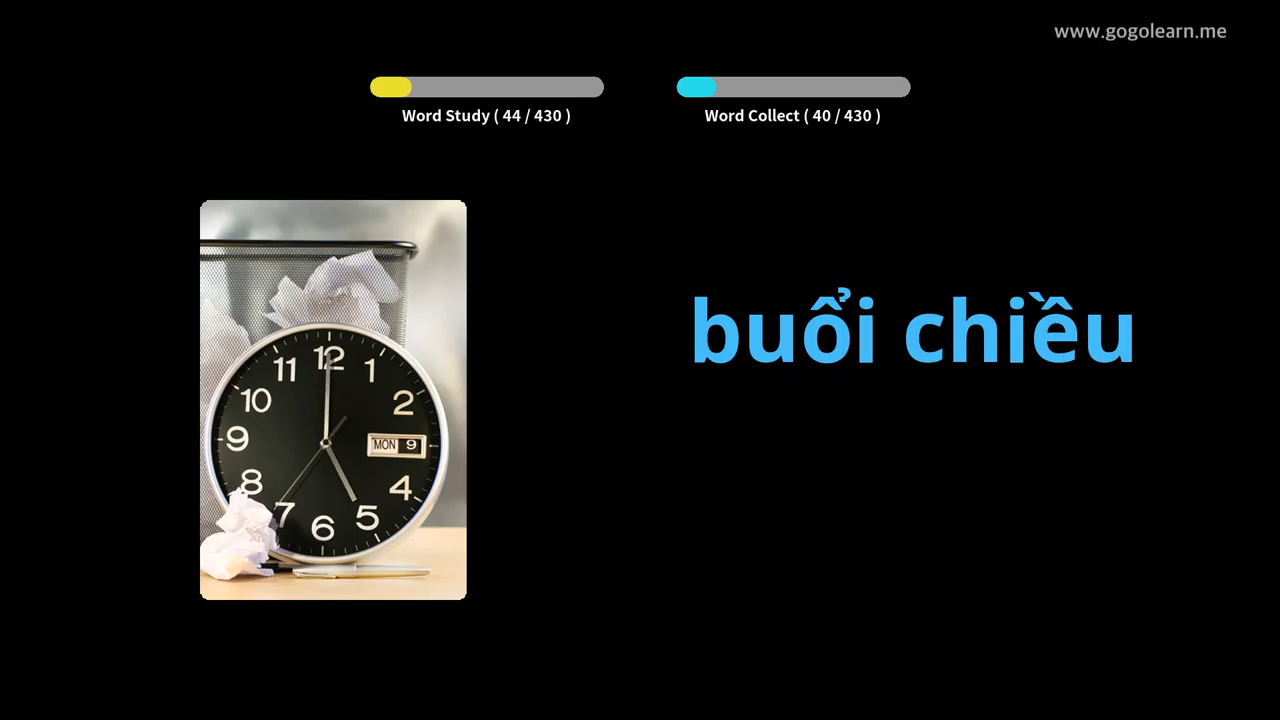 www.gogolearn.me
Word Study ( 44 / 430 )
Word Collect ( 40 / 430 )
buổi chiều
12
11
1
10
2
9
MON 9
8
4
7
5
6